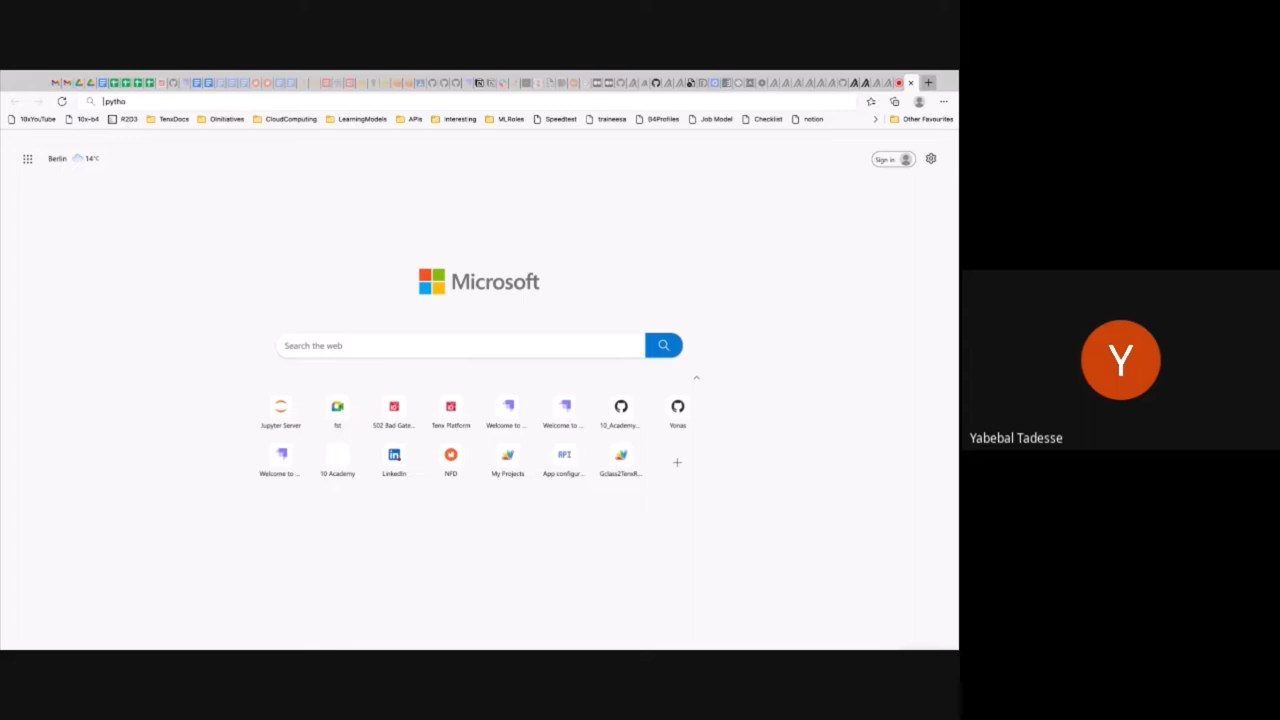 pytho
10xYouTube 10x-b4 R2D3 TenxDocs OInitiatives CloudComputing LearningModels APIs Interesting MLRoles Speedtest traineesa B4Profiles Job Model Checklist notion Other Favourites
Berlin 14°C
Sign in
Microsoft
Search the web
Jupyter Server fst 502 Bad Gate... Tenx Platform Welcome to ... Welcome to ... 10_Academy... Yonas
Welcome to ... 10 Academy LinkedIn NFD My Projects API App configur... Gclass2TenxR...
Y
Yabebal Tadesse